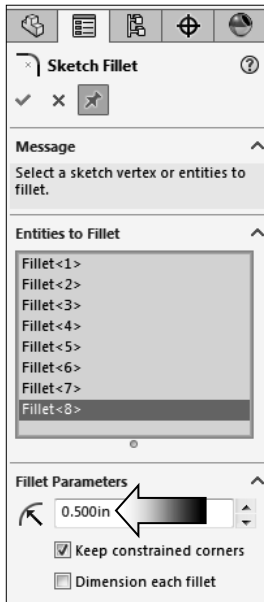 Sketch Fillet
Message
Select a sketch vertex or entities to
fillet.
Entities to Fillet
Fillet<1>
Fillet<2>
Fillet<3>
Fillet<4>
Fillet<5>
Fillet<6>
Fillet<7>
Fillet<8>
Fillet Parameters
0.500in
Keep constrained corners
Dimension each fillet